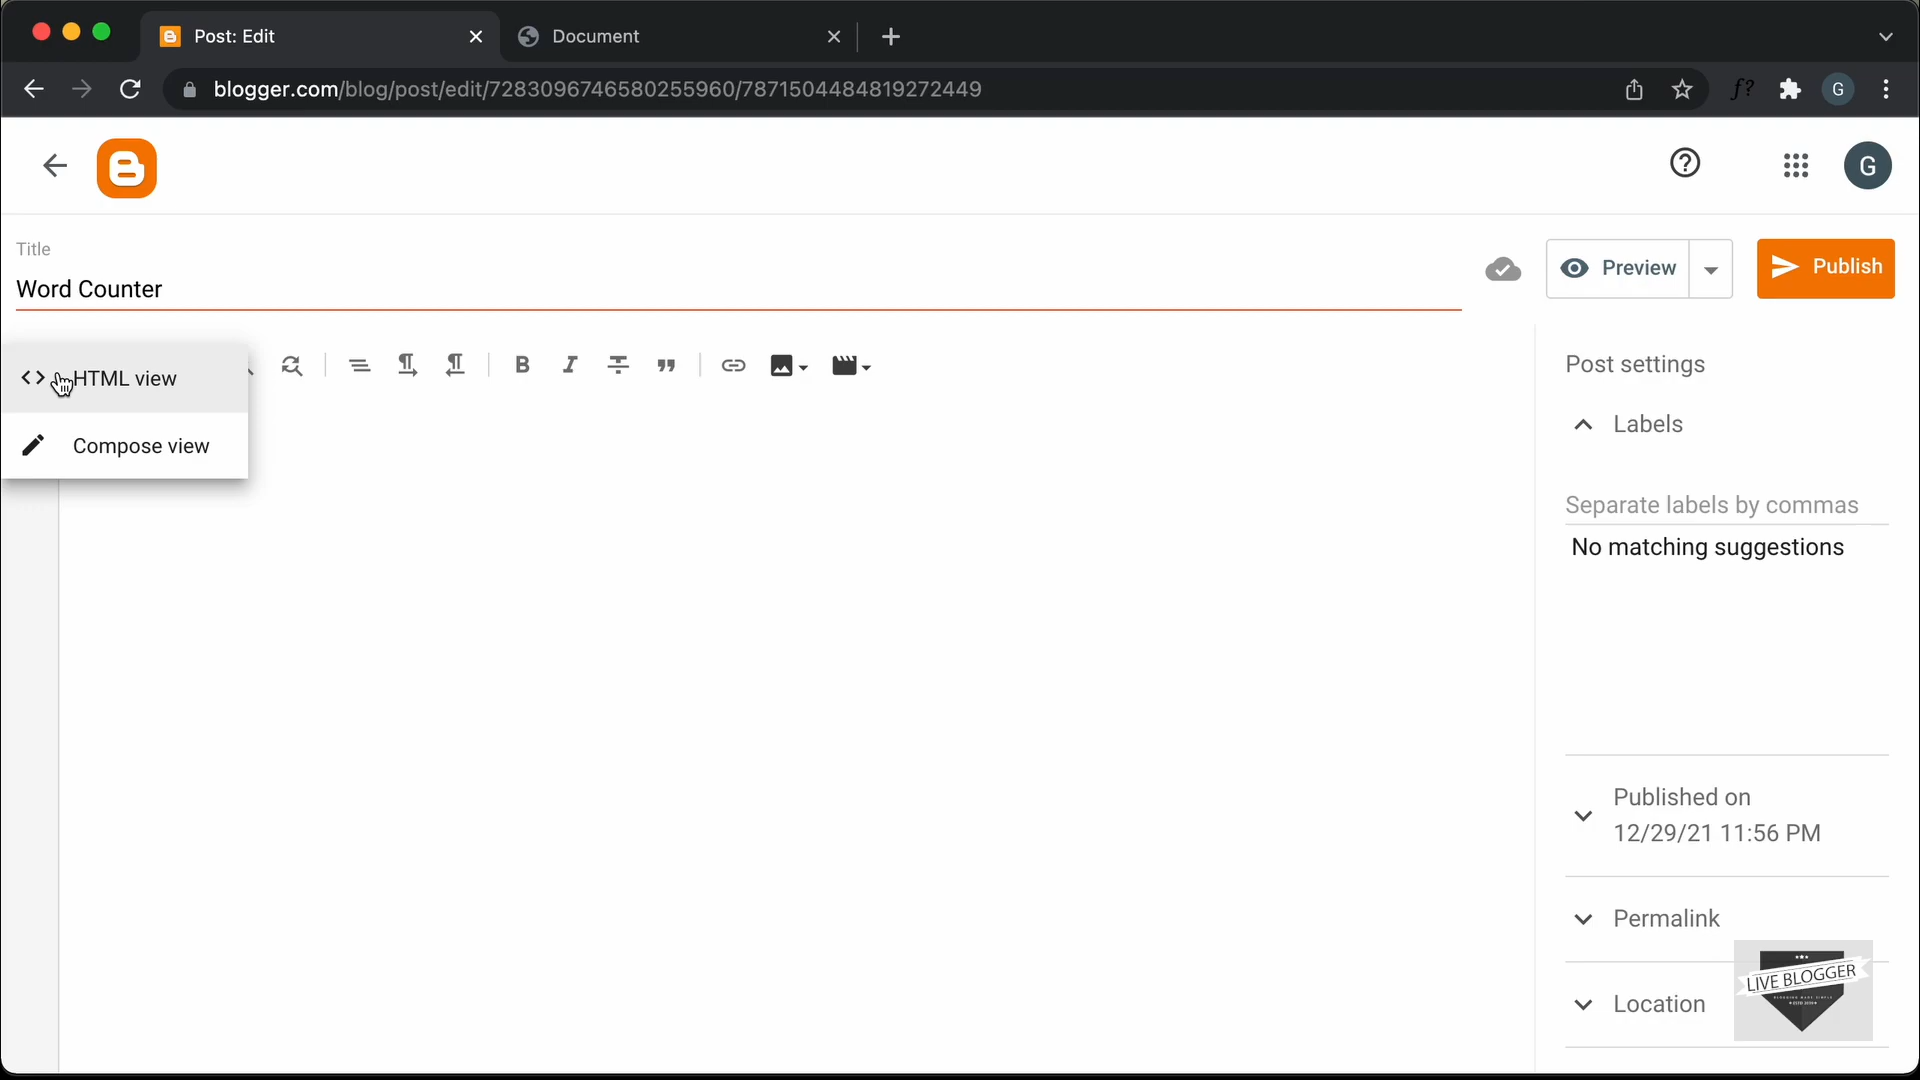 Post: Edit
Document
blogger.com/blog/post/edit/7283096746580255960/7871504484819272449
f?
G
G
Title
Word Counter
Preview
Publish
HTML view
Compose view
B
I
Post settings
Labels
Separate labels by commas
No matching suggestions
Published on
12/29/21 11:56 PM
Permalink
LIVE BLOGGER
Location